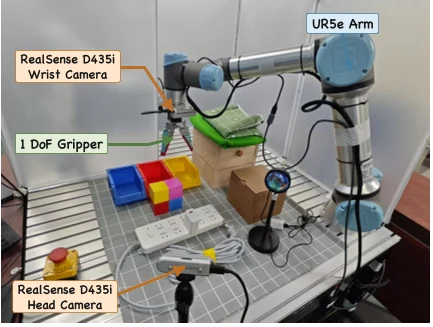 UR5e Arm
RealSense D435i
Wrist Camera
1 DoF Gripper
RealSense D435i
Head Camera